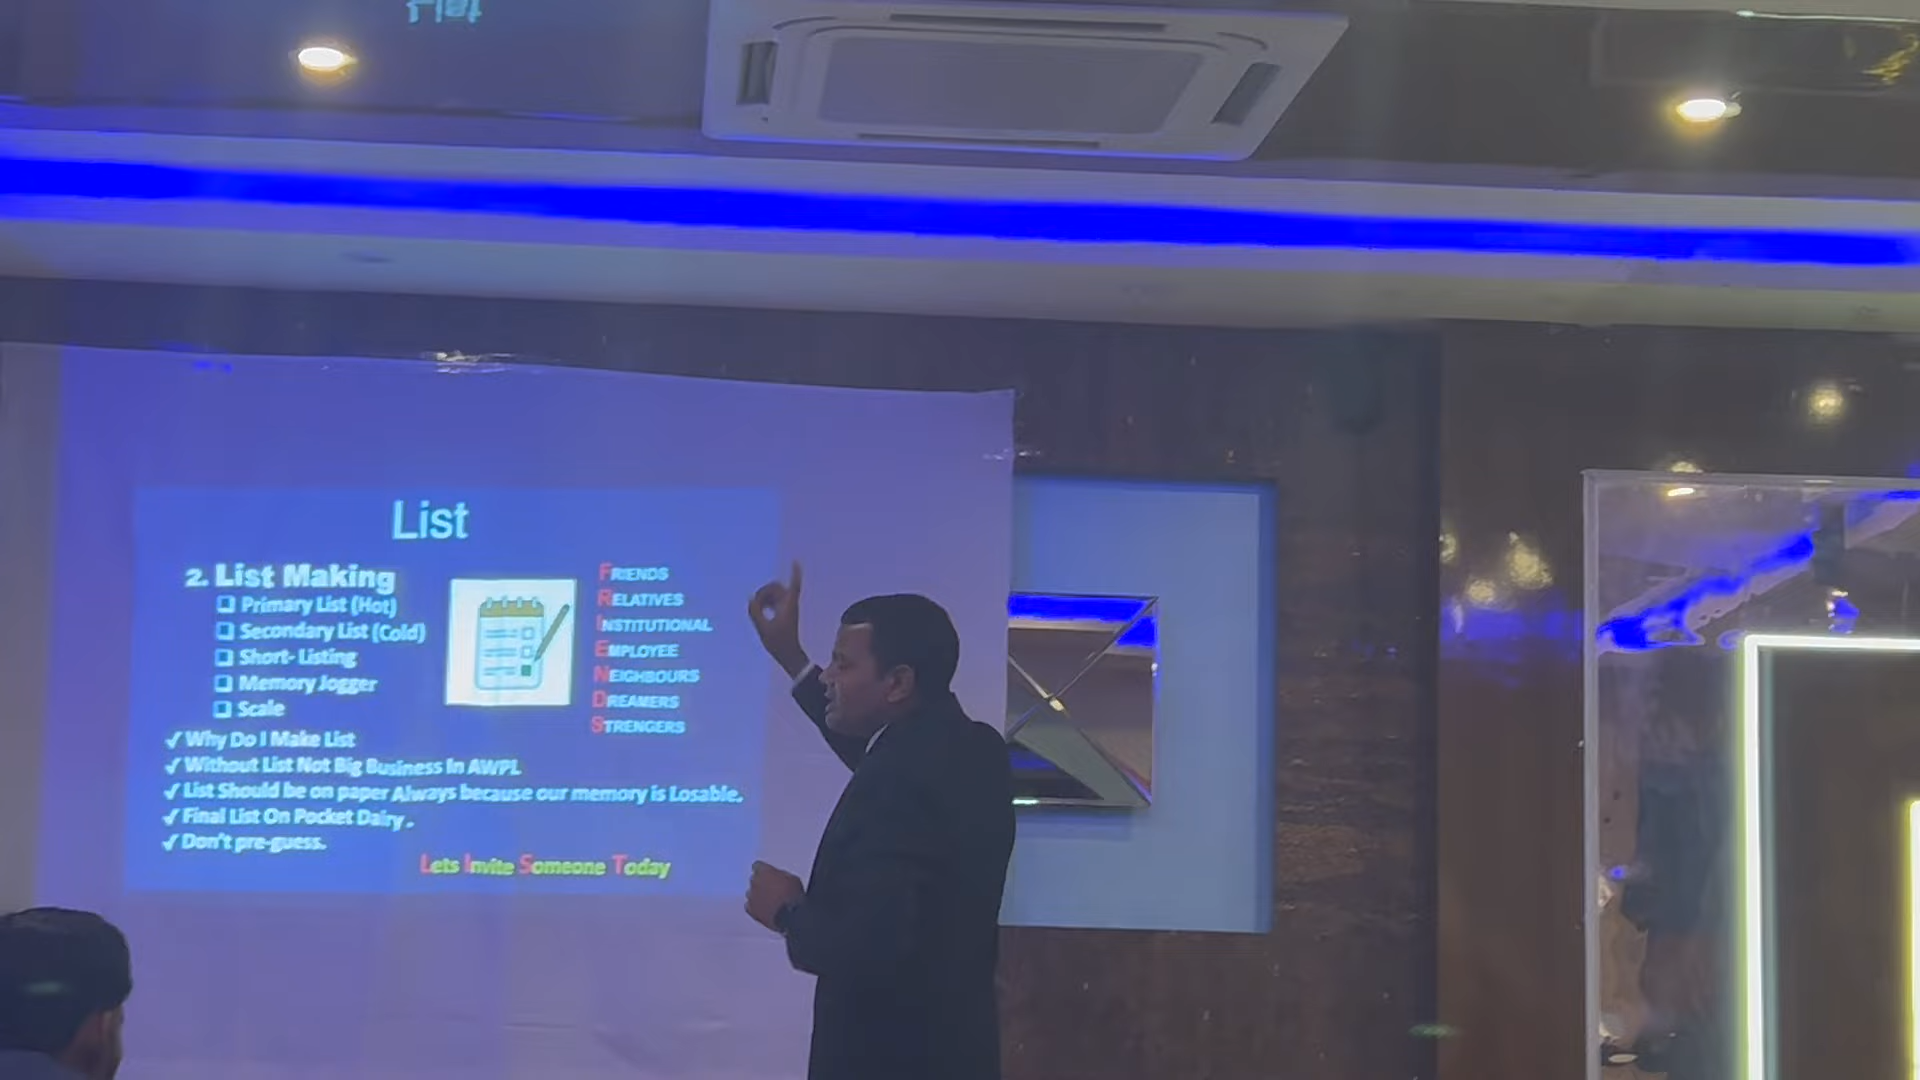 List
2. List Making
Primary List (Hot)
Secondary List (Cold)
Short- Listing
Memory Jogger
Scale
FRIENDS
RELATIVES
INSTITUTIONAL
EMPLOYEE
NEIGHBOURS
DREAMERS
STRENGERS
✓ Why Do I Make List
✓ Without List Not Big Business In AWPL
✓ List Should be on paper Always because our memory is Losable.
✓ Final List On Pocket Dairy .
✓ Don't pre-guess.
Lets Invite Someone Today